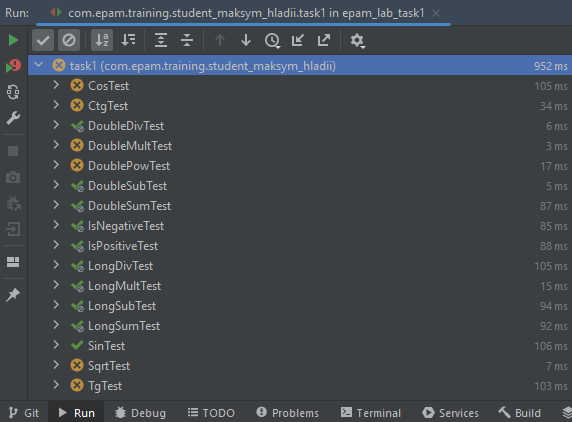 Run: com.epam.training.student_maksym_hladii.task1 in epam_lab_task1
task1 (com.epam.training.student_maksym_hladii) 952 ms
CosTest 105 ms
CtgTest 34 ms
DoubleDivTest 6 ms
DoubleMultTest 3 ms
DoublePowTest 17 ms
DoubleSubTest 5 ms
DoubleSumTest 87 ms
IsNegativeTest 85 ms
IsPositiveTest 88 ms
LongDivTest 105 ms
LongMultTest 15 ms
LongSubTest 94 ms
LongSumTest 92 ms
SinTest 106 ms
SqrtTest 7 ms
TgTest 103 ms
Git Run Debug TODO Problems Terminal Services Build